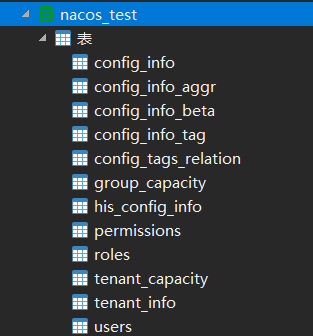 nacos_test
表
config_info
config_info_aggr
config_info_beta
config_info_tag
config_tags_relation
group_capacity
his_config_info
permissions
roles
tenant_capacity
tenant_info
users